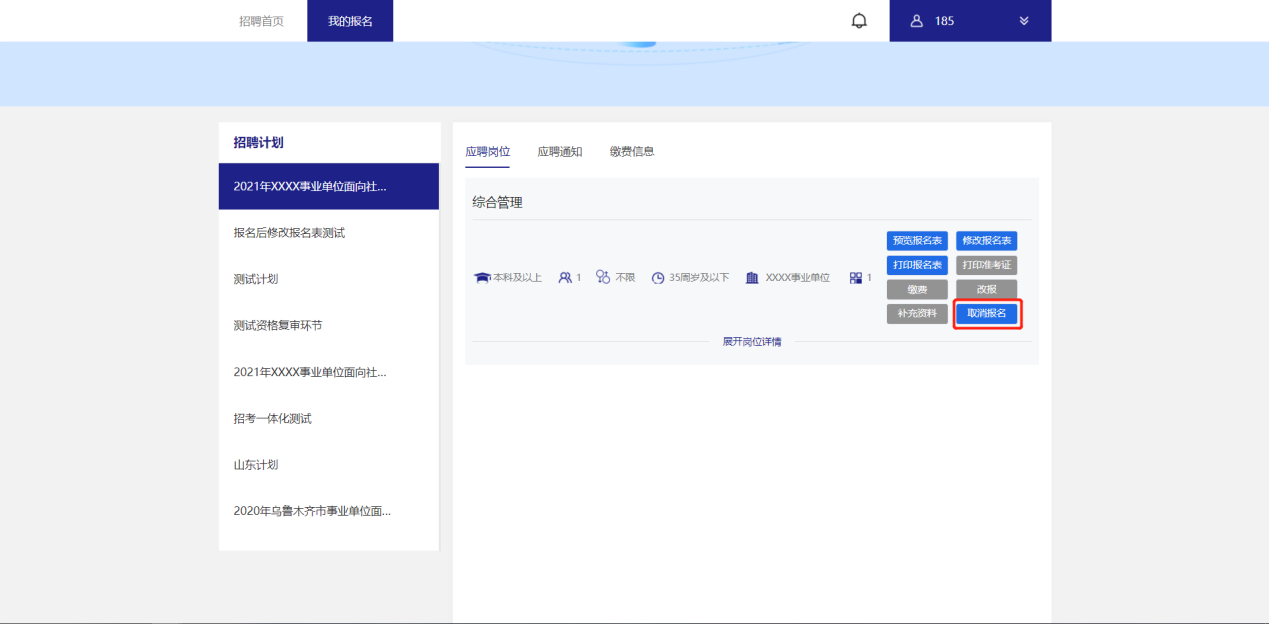 招聘首页
我的报名
185
招聘计划
2021年XXXX事业单位面向社...
报名后修改报名表测试
测试计划
测试资格复审环节
2021年XXXX事业单位面向社...
招考一体化测试
山东计划
2020年乌鲁木齐市事业单位面...
应聘岗位 应聘通知 缴费信息
综合管理
本科及以上 1 不限 35周岁及以下 XXXX事业单位 1
预览报名表 修改报名表
打印报名表 打印准考证
缴费 改报
补充资料 取消报名
展开岗位详情